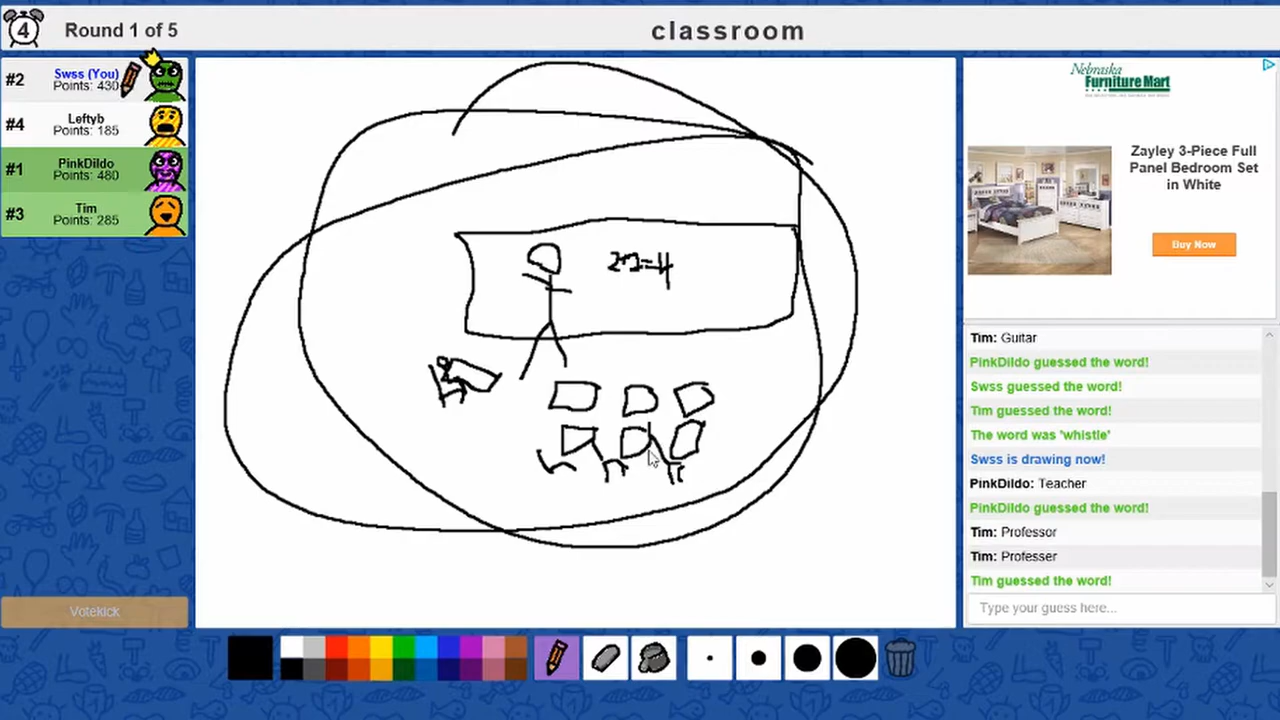 4
Round 1 of 5
classroom
#2
Swss (You)
Points: 430
#4
Leftyb
Points: 185
#1
PinkDildo
Points: 480
#3
Tim
Points: 285
Votekick
2+2=4
Nebraska
Furniture Mart
Zayley 3-Piece Full
Panel Bedroom Set
in White
Buy Now
Tim: Guitar
PinkDildo guessed the word!
Swss guessed the word!
Tim guessed the word!
The word was 'whistle'
Swss is drawing now!
PinkDildo: Teacher
PinkDildo guessed the word!
Tim: Professor
Tim: Professer
Tim guessed the word!
Type your guess here...